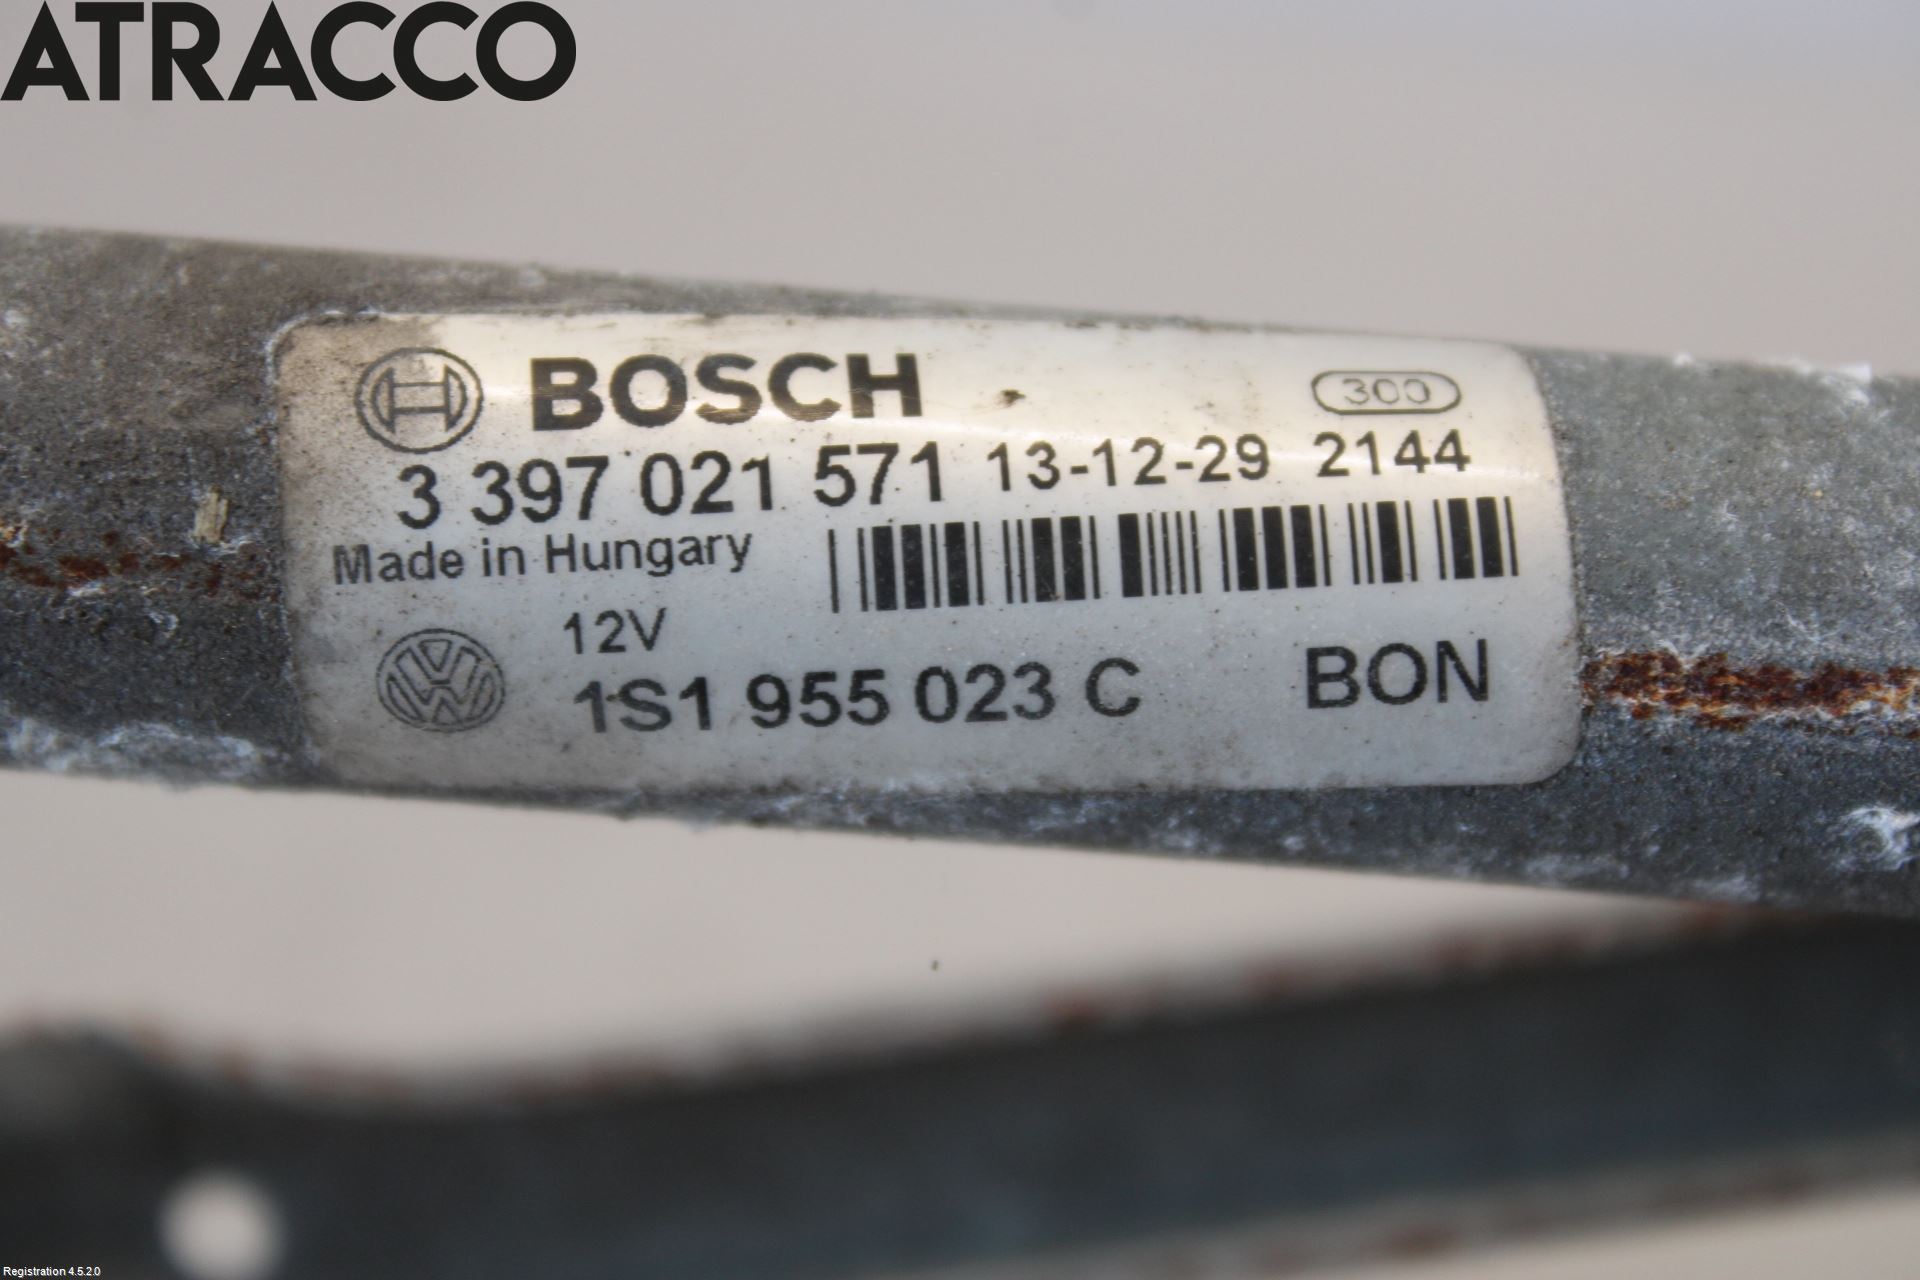 ATRACCO
BOSCH 300
3 397 021 571 13-12-29 2144
Made in Hungary
12V
1S1 955 023 C BON
Registration 4.5.2.0